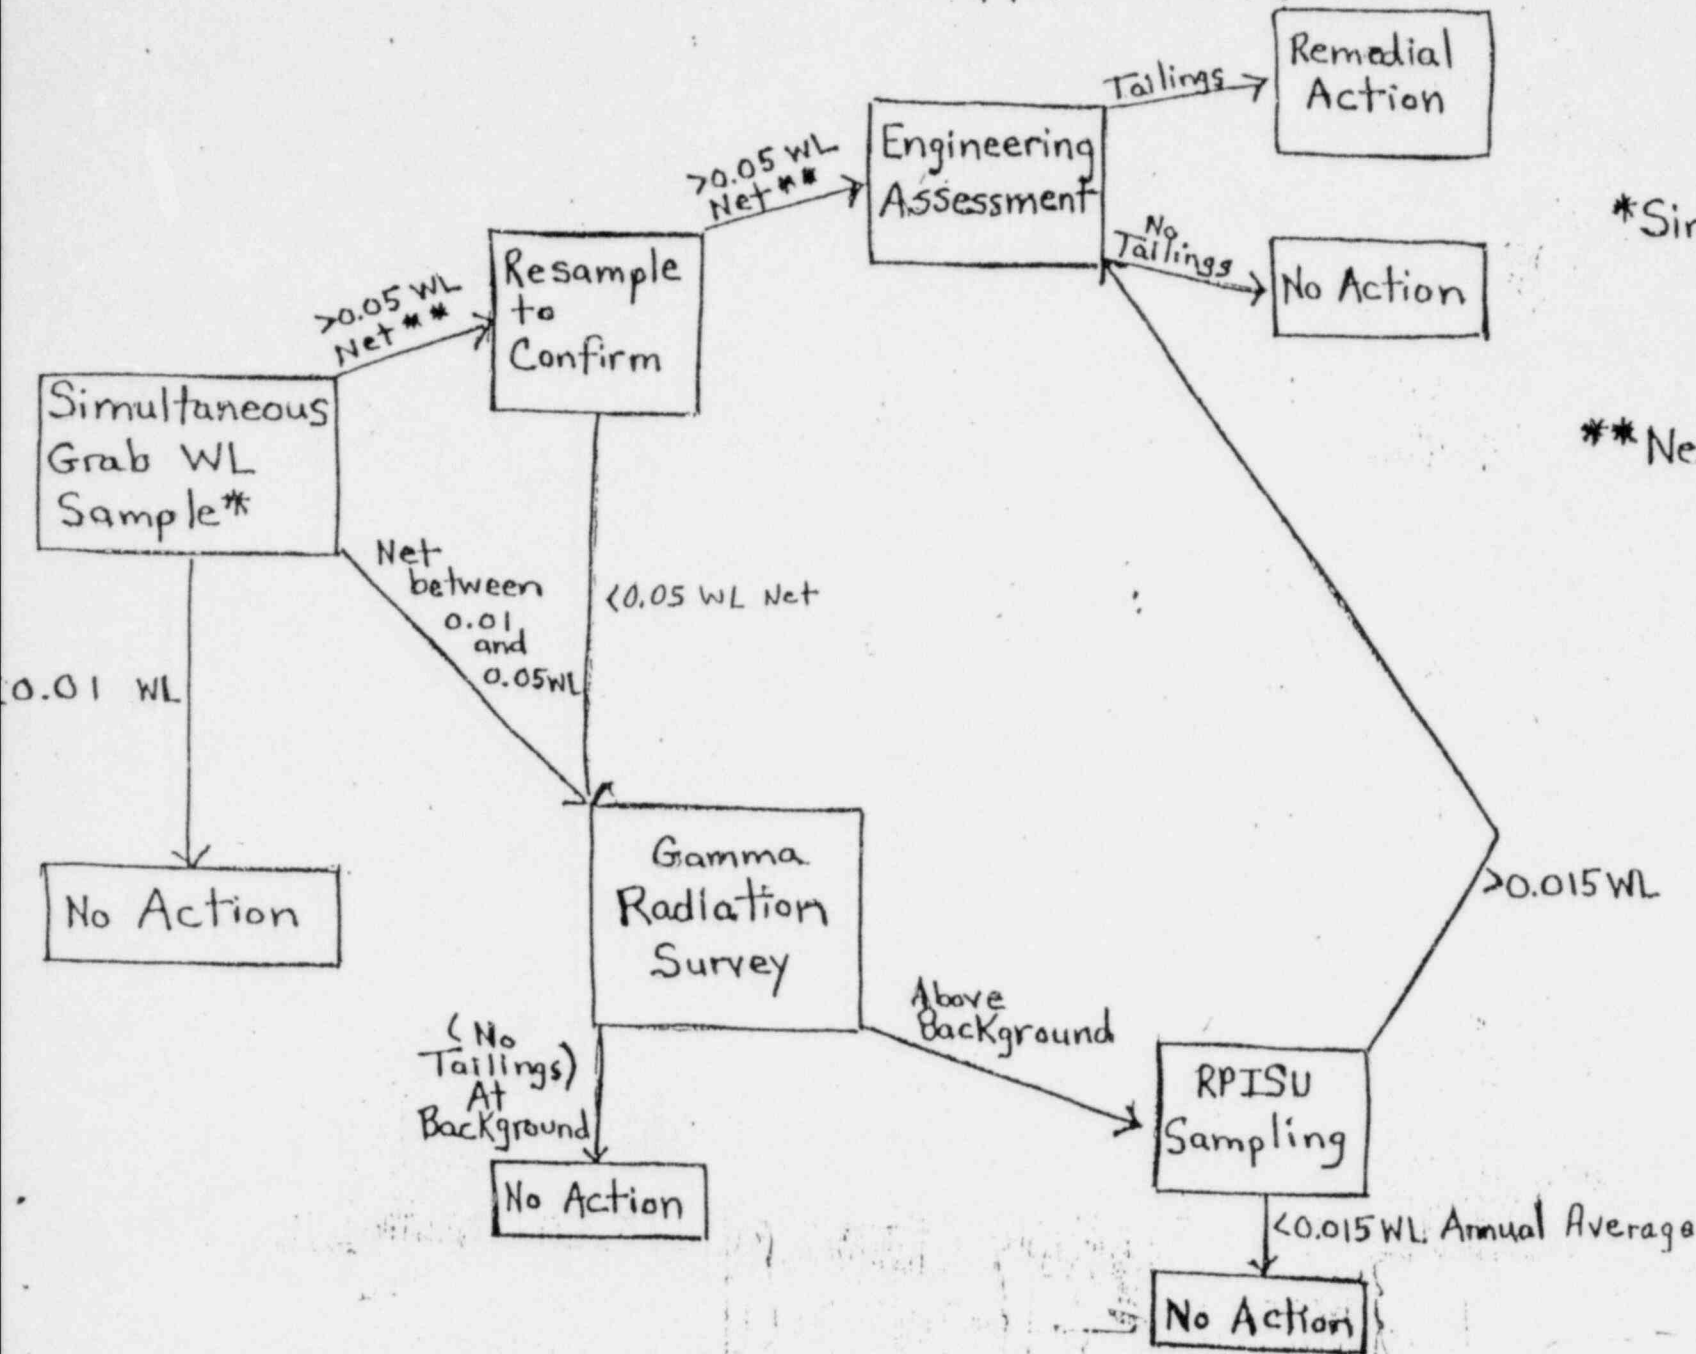 Remedial
Action
Tailings
Engineering
Assessment
>0.05 WL
Net**
No
Tailings
No Action
*Sim
Resample
to
Confirm
>0.05 WL
Net**
**Ne
Simultaneous
Grab WL
Sample*
Net
between
0.01
and
0.05WL
<0.05 WL Net
0.01 WL
No Action
Gamma
Radiation
Survey
>0.015 WL
(No
Tailings)
At
Background
Above
Background
RPISU
Sampling
No Action
<0.015 WL Annual Average
No Action